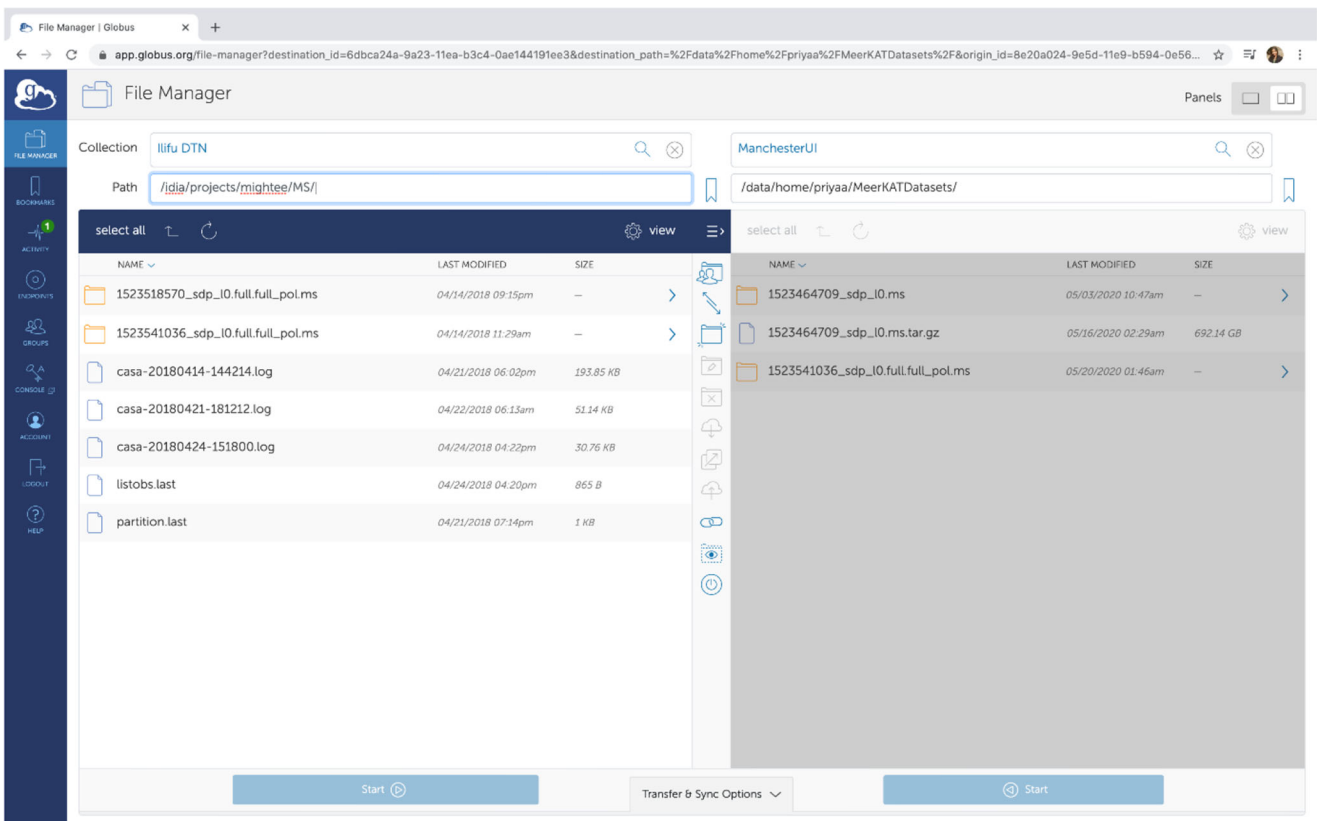 File Manager | Globus
app.globus.org/file-manager?destination_id=6dbca24a-9a23-11ea-b3c4-0ae144191ee3&destination_path=%2Fdata%2Fhome%2Fpriyaa%2FMeerKATDatasets%2F&origin_id=8e20a024-9e5d-11e9-b594-0e56...
File Manager
Panels
FILE MANAGER
BOOKMARKS
1
ACTIVITY
ENDPOINTS
GROUPS
CONSOLE
ACCOUNT
LOGOUT
HELP
Collection Ilifu DTN
Path /idia/projects/mightee/MS/
select all view
NAME LAST MODIFIED SIZE
1523518570_sdp_l0.full.full_pol.ms 04/14/2018 09:15pm —
1523541036_sdp_l0.full.full_pol.ms 04/14/2018 11:29am —
casa-20180414-144214.log 04/21/2018 06:02pm 193.85 KB
casa-20180421-181212.log 04/22/2018 06:13am 51.14 KB
casa-20180424-151800.log 04/24/2018 04:22pm 30.76 KB
listobs.last 04/24/2018 04:20pm 865 B
partition.last 04/21/2018 07:14pm 1 KB
Start
Transfer & Sync Options
ManchesterUI
/data/home/priyaa/MeerKATDatasets/
select all view
NAME LAST MODIFIED SIZE
1523464709_sdp_l0.ms 05/03/2020 10:47am —
1523464709_sdp_l0.ms.tar.gz 05/16/2020 02:29am 692.14 GB
1523541036_sdp_l0.full.full_pol.ms 05/20/2020 01:46am —
Start